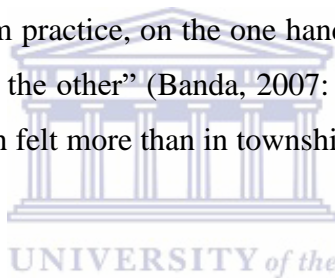 m practice, on the one hand
the other” (Banda, 2007:
n felt more than in townshi
UNIVERSITY of the